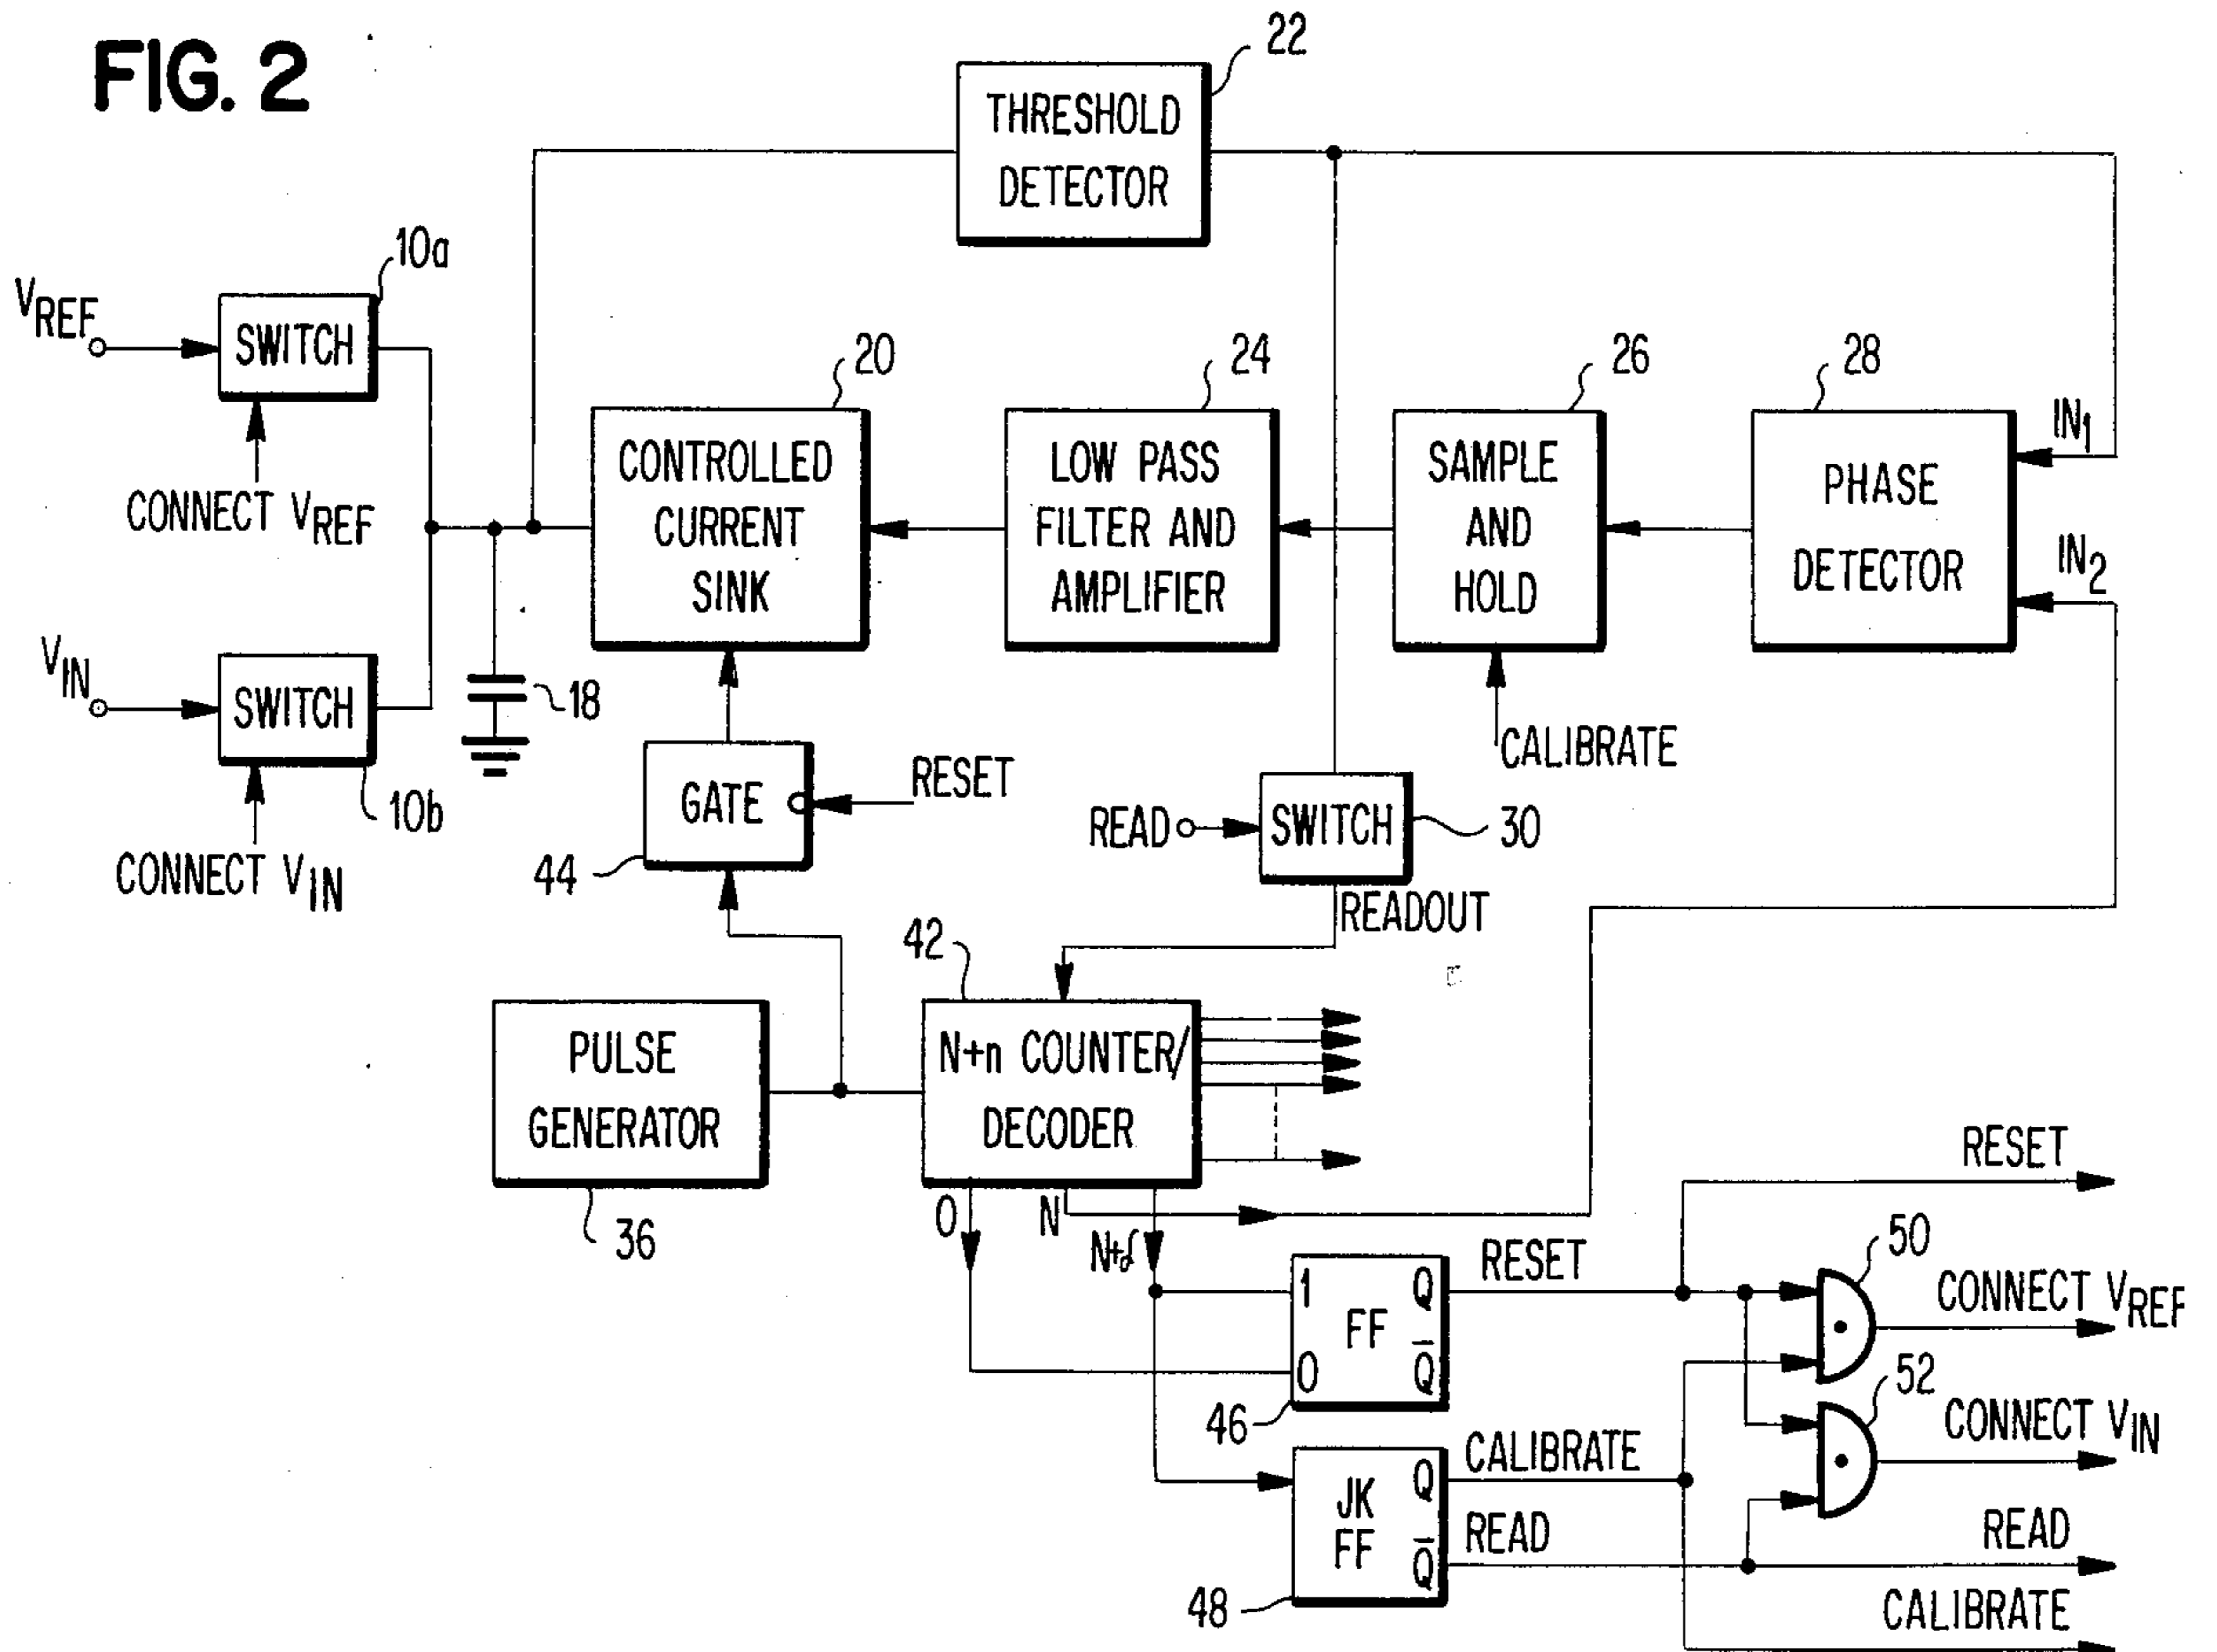 FIG. 2
22
THRESHOLD
DETECTOR
10a
VREF
SWITCH
CONNECT VREF
20
CONTROLLED
CURRENT
SINK
24
LOW PASS
FILTER AND
AMPLIFIER
26
SAMPLE
AND
HOLD
28
PHASE
DETECTOR
IN1
IN2
VIN
SWITCH
10b
CONNECT VIN
18
CALIBRATE
GATE
RESET
44
READ
SWITCH
30
READOUT
42
PULSE
GENERATOR
36
N+n COUNTER/
DECODER
0
N
N+δ
RESET
1
0
FF
Q
Q̅
46
RESET
50
CONNECT VREF
52
CONNECT VIN
JK
FF
Q
Q̅
48
CALIBRATE
READ
READ
CALIBRATE